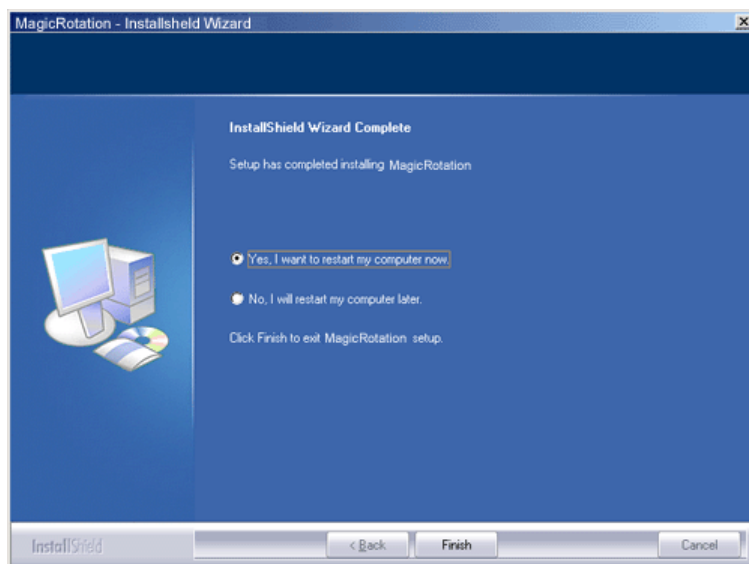 MagicRotation - Installsheld Wizard
InstallShield Wizard Complete
Setup has completed installing MagicRotation
Yes, I want to restart my computer now.
No, I will restart my computer later.
Click Finish to exit MagicRotation setup.
InstallShield
< Back
Finish
Cancel